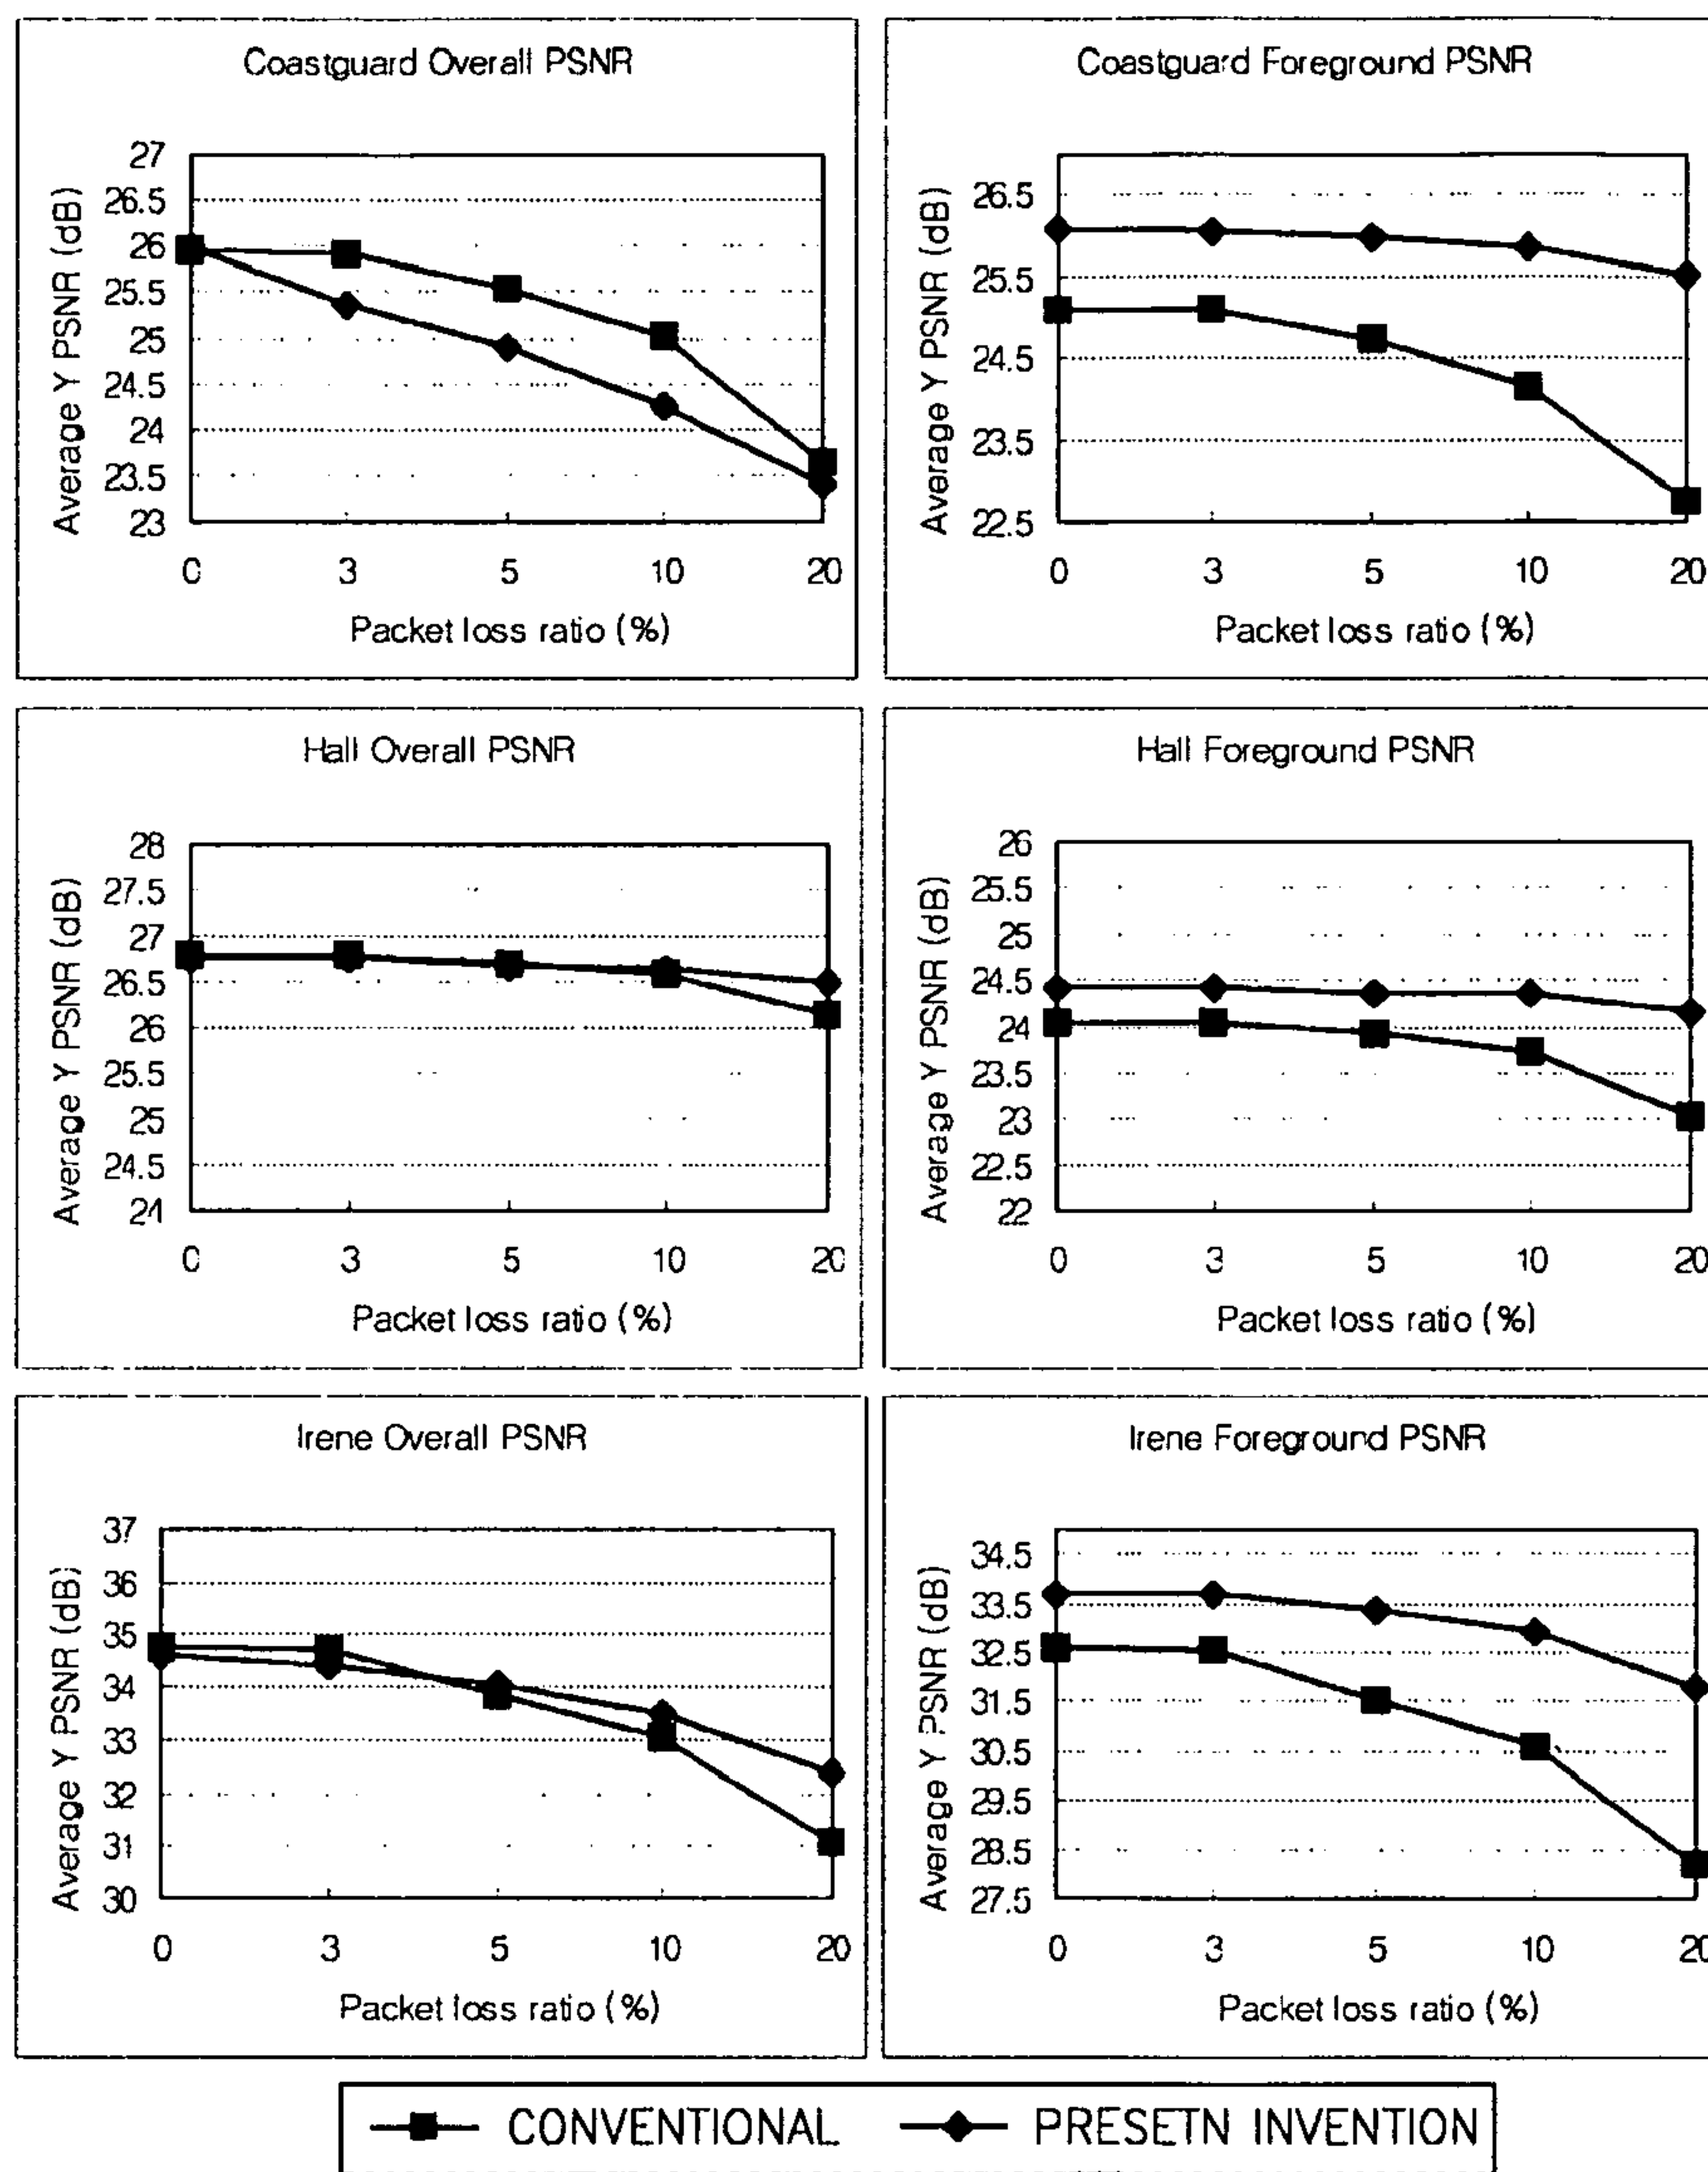 Coastguard Overall PSNR
Average Y PSNR (dB)
27
26.5
26
25.5
25
24.5
24
23.5
23
0 3 5 10 20
Packet loss ratio (%)
Coastguard Foreground PSNR
Average Y PSNR (dB)
26.5
25.5
24.5
23.5
22.5
0 3 5 10 20
Packet loss ratio (%)
Hall Overall PSNR
Average Y PSNR (dB)
28
27.5
27
26.5
26
25.5
25
24.5
24
0 3 5 10 20
Packet loss ratio (%)
Hall Foreground PSNR
Average Y PSNR (dB)
26
25.5
25
24.5
24
23.5
23
22.5
22
0 3 5 10 20
Packet loss ratio (%)
Irene Overall PSNR
Average Y PSNR (dB)
37
36
35
34
33
32
31
30
0 3 5 10 20
Packet loss ratio (%)
Irene Foreground PSNR
Average Y PSNR (dB)
34.5
33.5
32.5
31.5
30.5
29.5
28.5
27.5
0 3 5 10 20
Packet loss ratio (%)
CONVENTIONAL PRESETN INVENTION